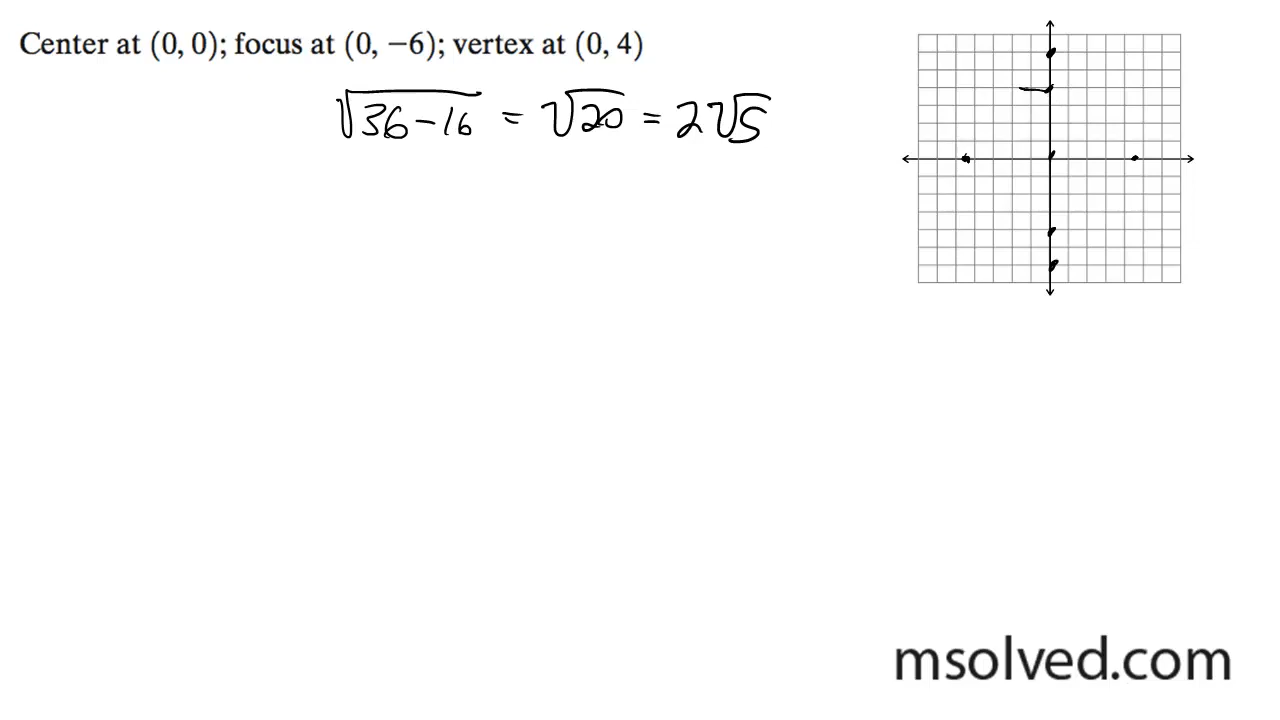 Center at (0, 0); focus at (0, −6); vertex at (0, 4)
√36 − 16 = √20 = 2√5
msolved.com